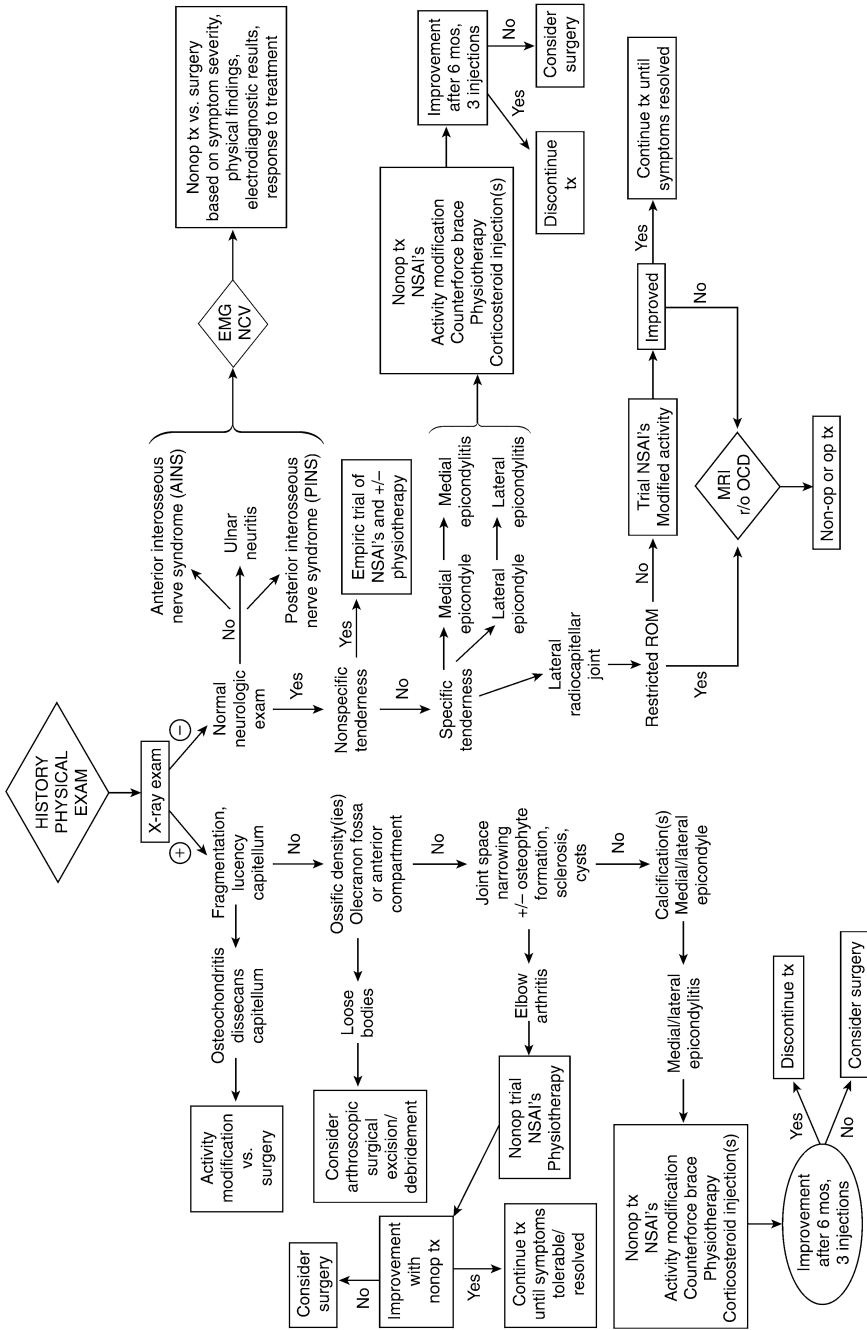 HISTORY
PHYSICAL
EXAM
X-ray exam
+
−
Fragmentation,
lucency
capitellum
Osteochondritis
dissecans
capitellum
Activity
modification
vs.
surgery
No
Ossific density(ies)
Olecranon fossa
or anterior
compartment
Loose
bodies
Consider
arthroscopic
surgical
excision/
debridement
No
Joint space
narrowing
+/– osteophyte
formation,
sclerosis,
cysts
Elbow
arthritis
Nonop trial
NSAI's
Physiotherapy
Improvement
with
nonop tx
No
Consider
surgery
Yes
Continue tx
until symptoms
tolerable/
resolved
No
Calcification(s)
Medial/lateral
epicondyle
Medial/lateral
epicondylitis
Nonop tx
NSAI's
Activity modification
Counterforce brace
Physiotherapy
Corticosteroid injection(s)
Improvement
after 6 mos,
3 injections
Yes
Discontinue tx
No
Consider surgery
Normal
neurologic
exam
No
Anterior interosseous
nerve syndrome (AINS)
Ulnar
neuritis
Posterior interosseous
nerve syndrome (PINS)
EMG
NCV
Nonop tx vs. surgery
based on symptom severity,
physical findings,
electrodiagnostic results,
response to treatment
Yes
Nonspecific
tenderness
Yes
Empiric trial of
NSAI's and +/–
physiotherapy
No
Specific
tenderness
Medial
epicondyle
Medial
epicondylitis
Lateral
epicondyle
Lateral
epicondylitis
Nonop tx
NSAI's
Activity modification
Counterforce brace
Physiotherapy
Corticosteroid injection(s)
Improvement
after 6 mos,
3 injections
Yes
Discontinue
tx
No
Consider
surgery
Lateral
radiocapitellar
joint
Restricted ROM
No
Trial NSAI's
Modified activity
Improved
Yes
Continue tx until
symptoms resolved
No
Yes
MRI
r/o OCD
Non-op or op tx